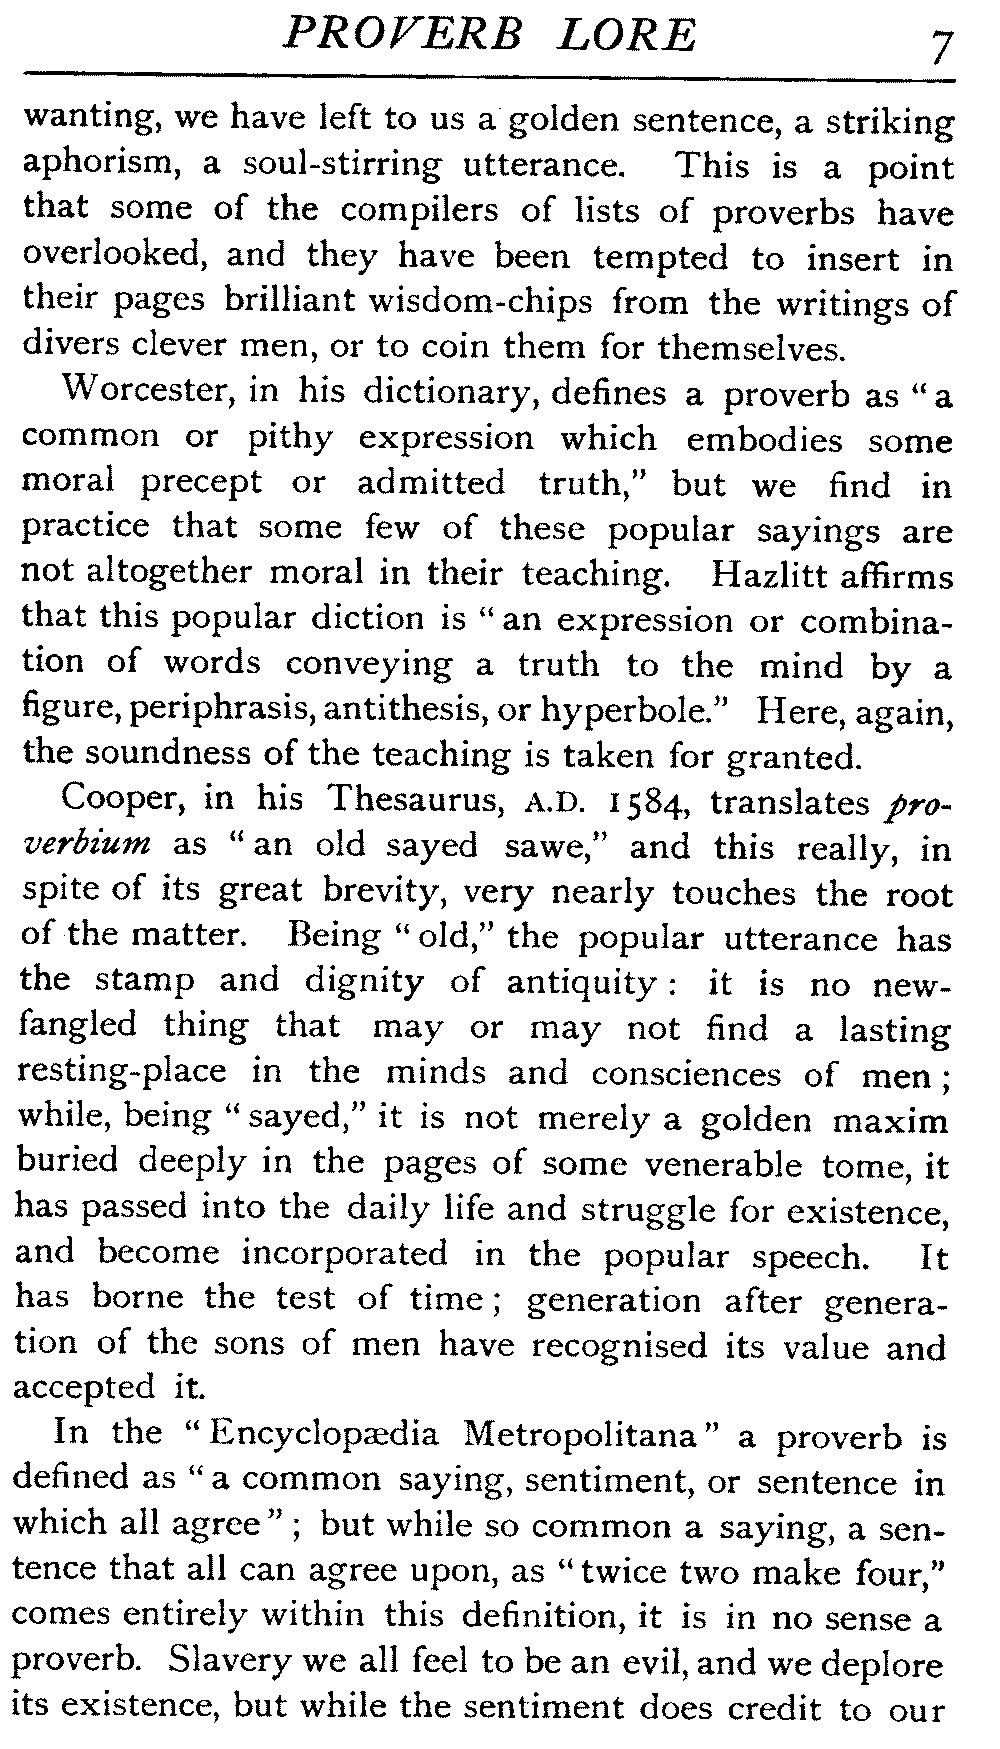 PROVERB LORE 7
wanting, we have left to us a golden sentence, a striking
aphorism, a soul-stirring utterance. This is a point
that some of the compilers of lists of proverbs have
overlooked, and they have been tempted to insert in
their pages brilliant wisdom-chips from the writings of
divers clever men, or to coin them for themselves.
Worcester, in his dictionary, defines a proverb as “a
common or pithy expression which embodies some
moral precept or admitted truth,” but we find in
practice that some few of these popular sayings are
not altogether moral in their teaching. Hazlitt affirms
that this popular diction is “an expression or combina-
tion of words conveying a truth to the mind by a
figure, periphrasis, antithesis, or hyperbole.” Here, again,
the soundness of the teaching is taken for granted.
Cooper, in his Thesaurus, A.D. 1584, translates pro-
verbium as “an old sayed sawe,” and this really, in
spite of its great brevity, very nearly touches the root
of the matter. Being “old,” the popular utterance has
the stamp and dignity of antiquity: it is no new-
fangled thing that may or may not find a lasting
resting-place in the minds and consciences of men;
while, being “sayed,” it is not merely a golden maxim
buried deeply in the pages of some venerable tome, it
has passed into the daily life and struggle for existence,
and become incorporated in the popular speech. It
has borne the test of time; generation after genera-
tion of the sons of men have recognised its value and
accepted it.
In the “Encyclopædia Metropolitana” a proverb is
defined as “a common saying, sentiment, or sentence in
which all agree”; but while so common a saying, a sen-
tence that all can agree upon, as “twice two make four,”
comes entirely within this definition, it is in no sense a
proverb. Slavery we all feel to be an evil, and we deplore
its existence, but while the sentiment does credit to our